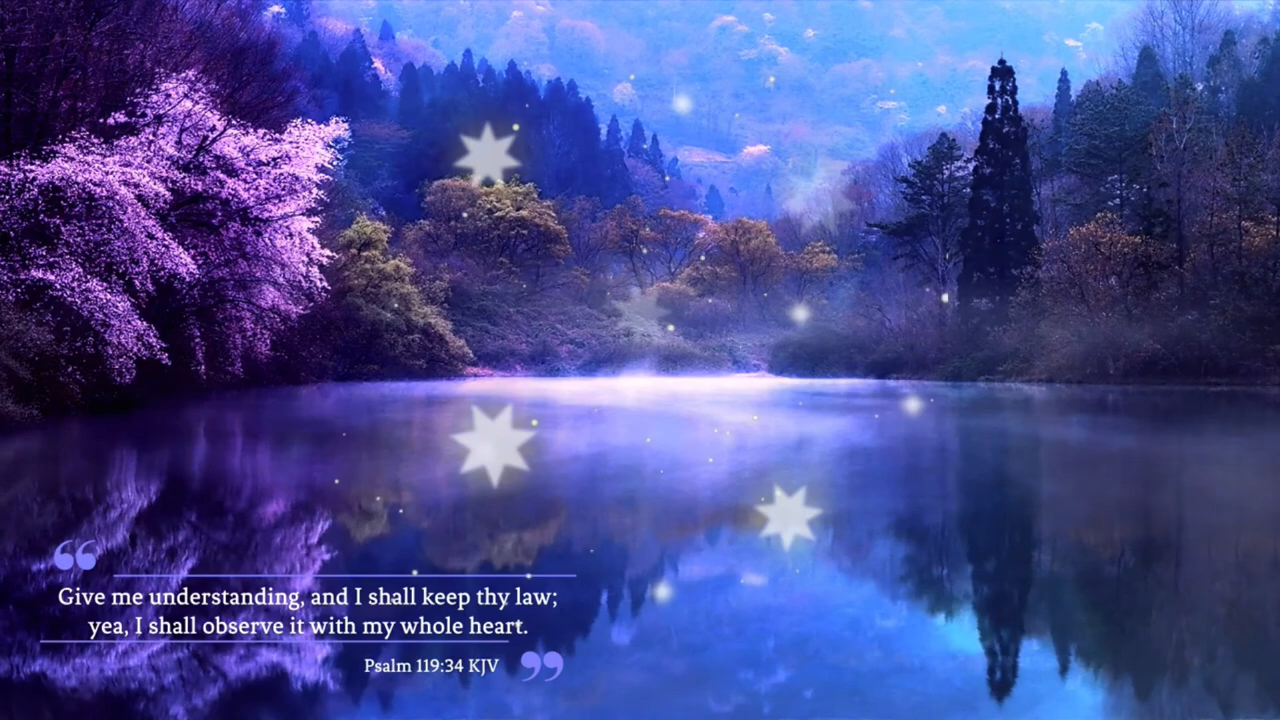 Give me understanding, and I shall keep thy law;
yea, I shall observe it with my whole heart.
Psalm 119:34 KJV